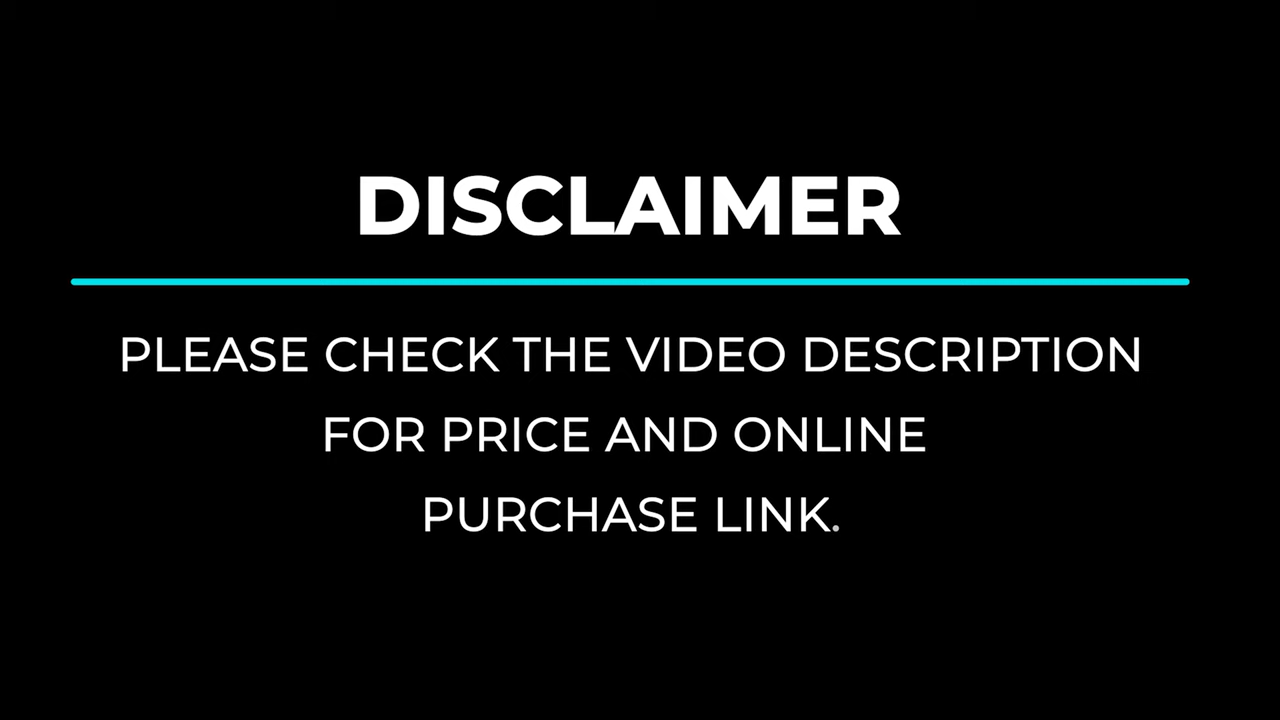 DISCLAIMER
PLEASE CHECK THE VIDEO DESCRIPTION
FOR PRICE AND ONLINE
PURCHASE LINK.